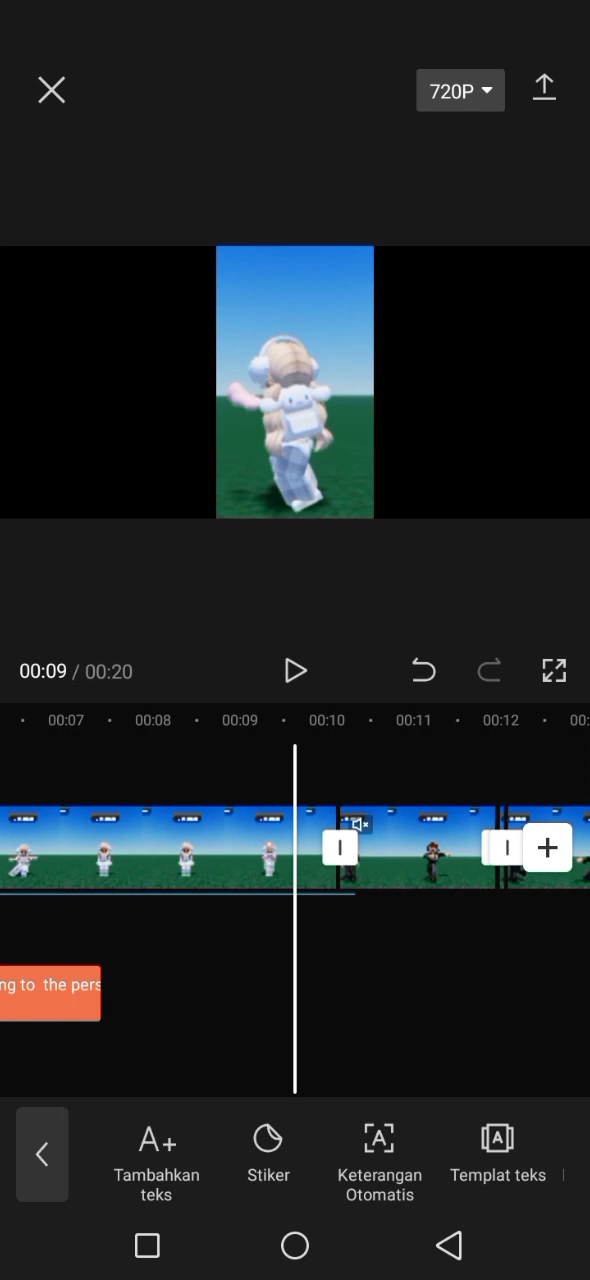 720P
00:09 / 00:20
00:07 00:08 00:09 00:10 00:11 00:12 00:
ng to the pers
Tambahkan
teks
Stiker
Keterangan
Otomatis
Templat teks